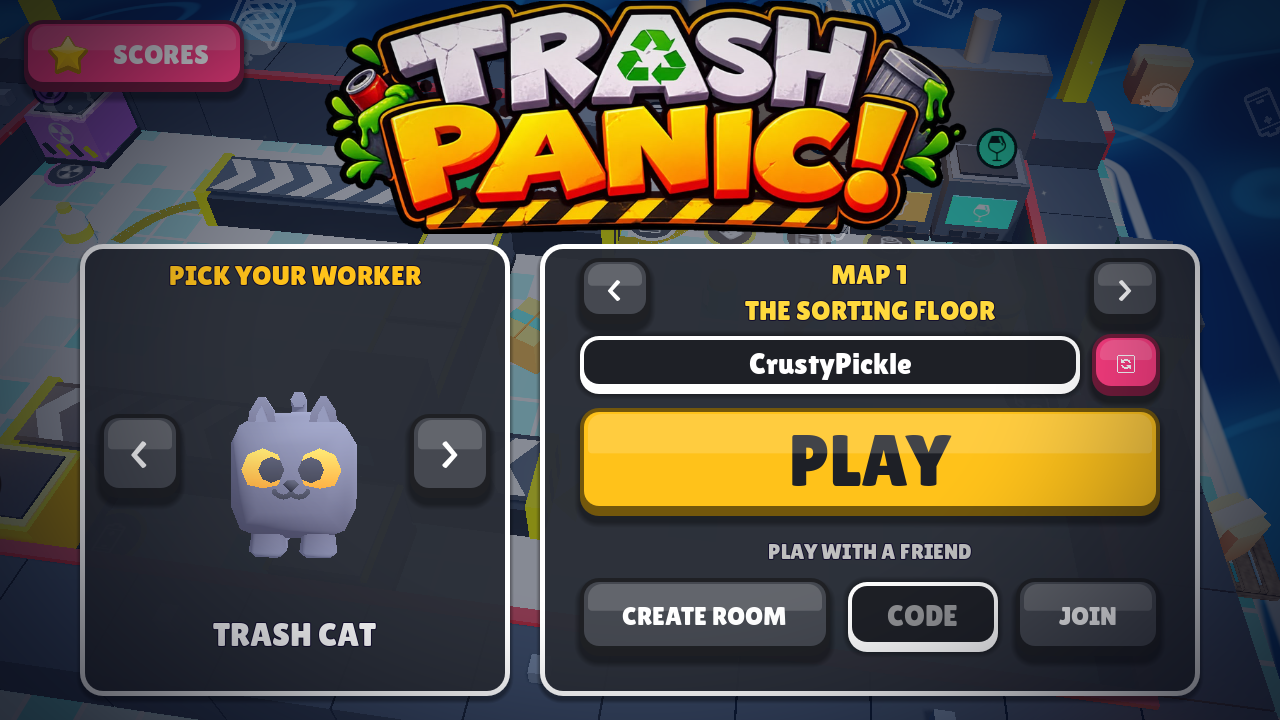 SCORES
TRASH
PANIC!
PICK YOUR WORKER
TRASH CAT
MAP 1
THE SORTING FLOOR
CrustyPickle
PLAY
PLAY WITH A FRIEND
CREATE ROOM
CODE
JOIN